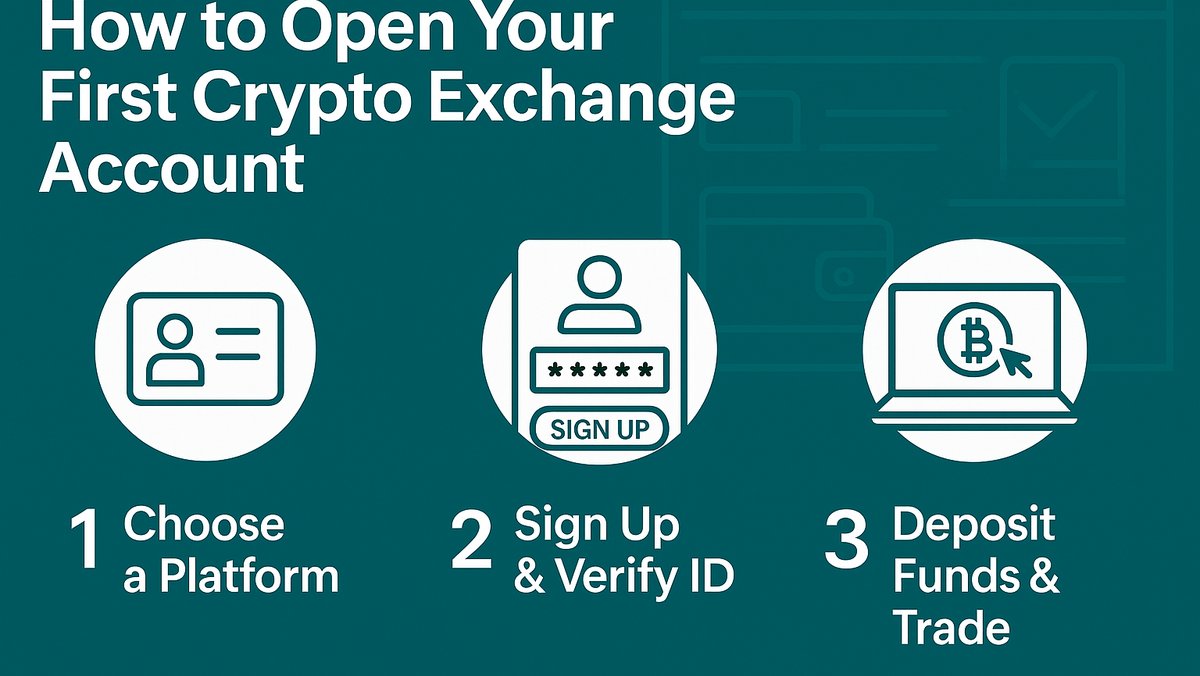 How to Open Your
First Crypto Exchange
Account
*****
SIGN UP
1 Choose
a Platform
2 Sign Up
& Verify ID
3 Deposit
Funds &
Trade